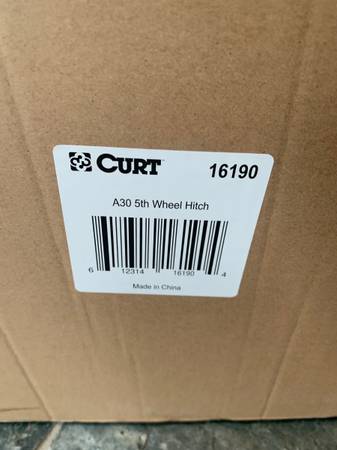 CURT 16190
A30 5th Wheel Hitch
6 12314 16190 4
Made in China